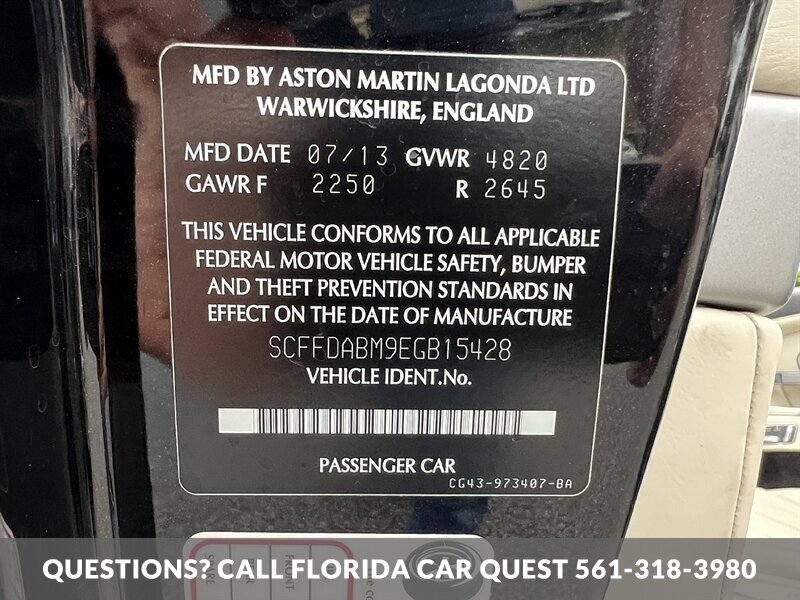 MFD BY ASTON MARTIN LAGONDA LTD
WARWICKSHIRE, ENGLAND
MFD DATE 07/13 GVWR 4820
GAWR F 2250 R 2645
THIS VEHICLE CONFORMS TO ALL APPLICABLE
FEDERAL MOTOR VEHICLE SAFETY, BUMPER
AND THEFT PREVENTION STANDARDS IN
EFFECT ON THE DATE OF MANUFACTURE
SCFFDABM9EGB15428
VEHICLE IDENT.No.
PASSENGER CAR
CG43-973407-BA
FRONT
SPARE
QUESTIONS? CALL FLORIDA CAR QUEST 561-318-3980